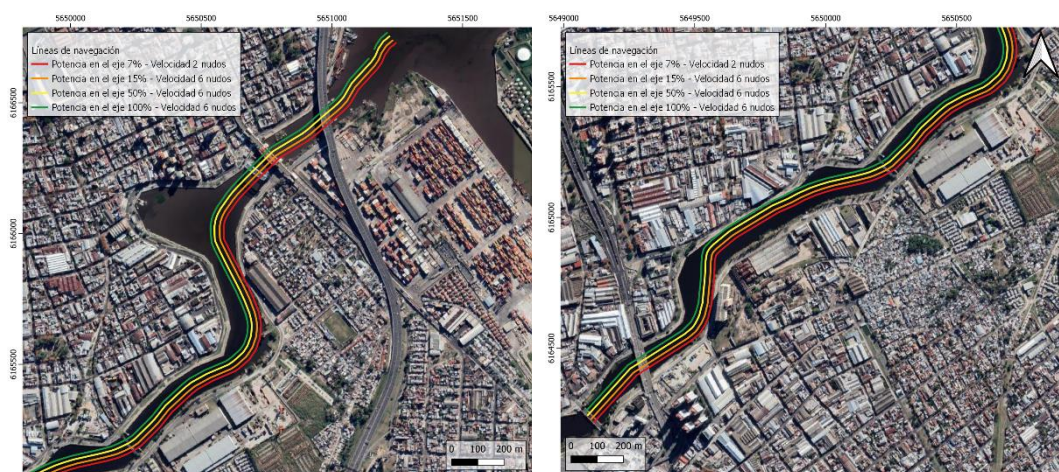 5650000 5650500 5651000 5651500
Líneas de navegación
Potencia en el eje 7% - Velocidad 2 nudos
Potencia en el eje 15% - Velocidad 6 nudos
Potencia en el eje 50% - Velocidad 6 nudos
Potencia en el eje 100% - Velocidad 6 nudos
6166500
6166000
6165500
0 100 200 m
5649000 5649500 5650000 5650500
Líneas de navegación
Potencia en el eje 7% - Velocidad 2 nudos
Potencia en el eje 15% - Velocidad 6 nudos
Potencia en el eje 50% - Velocidad 6 nudos
Potencia en el eje 100% - Velocidad 6 nudos
6165500
6165000
6164500
0 100 200 m